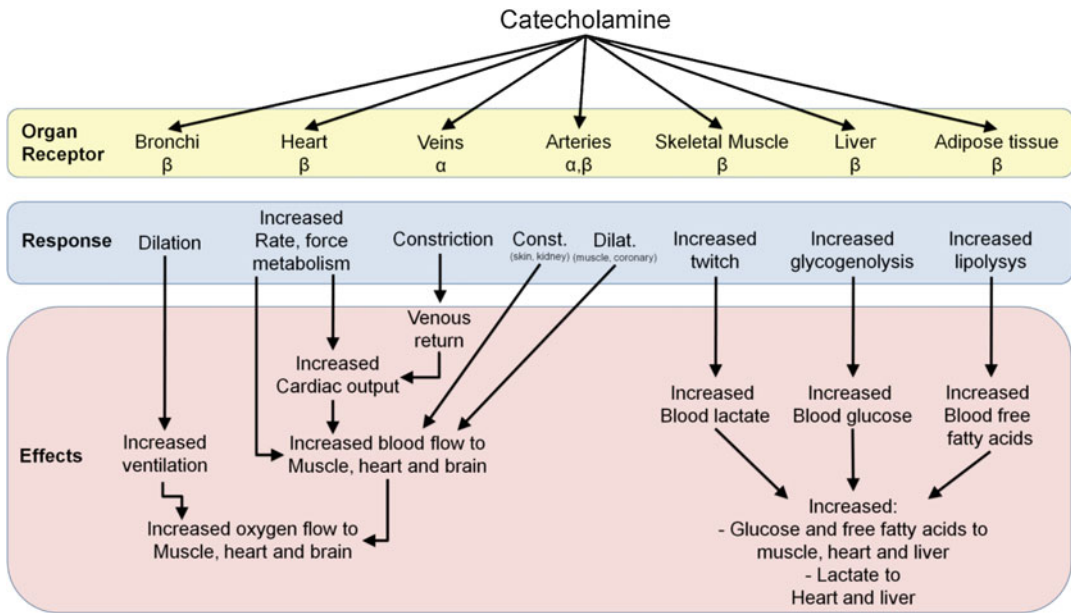 Catecholamine
Organ
Receptor
Bronchi
β
Heart
β
Veins
α
Arteries
α,β
Skeletal Muscle
β
Liver
β
Adipose tissue
β
Response
Dilation
Increased
Rate, force
metabolism
Constriction
Const.
(skin, kidney)
Dilat.
(muscle, coronary)
Increased
twitch
Increased
glycogenolysis
Increased
lipolysys
Effects
Venous
return
Increased
Cardiac output
Increased
ventilation
Increased blood flow to
Muscle, heart and brain
Increased oxygen flow to
Muscle, heart and brain
Increased
Blood lactate
Increased
Blood glucose
Increased
Blood free
fatty acids
Increased:
- Glucose and free fatty acids to
muscle, heart and liver
- Lactate to
Heart and liver